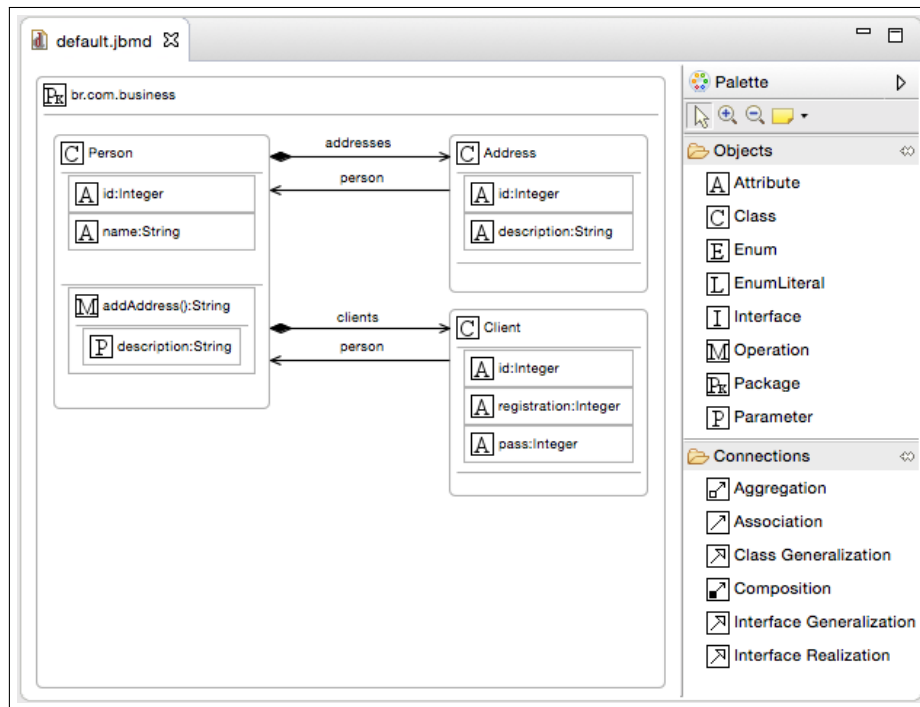 default.jbmd
br.com.business
Person
id:Integer
name:String
addAddress():String
description:String
addresses
person
Address
id:Integer
description:String
clients
person
Client
id:Integer
registration:Integer
pass:Integer
Palette
Objects
A Attribute
C Class
E Enum
L EnumLiteral
I Interface
M Operation
PK Package
P Parameter
Connections
Aggregation
Association
Class Generalization
Composition
Interface Generalization
Interface Realization